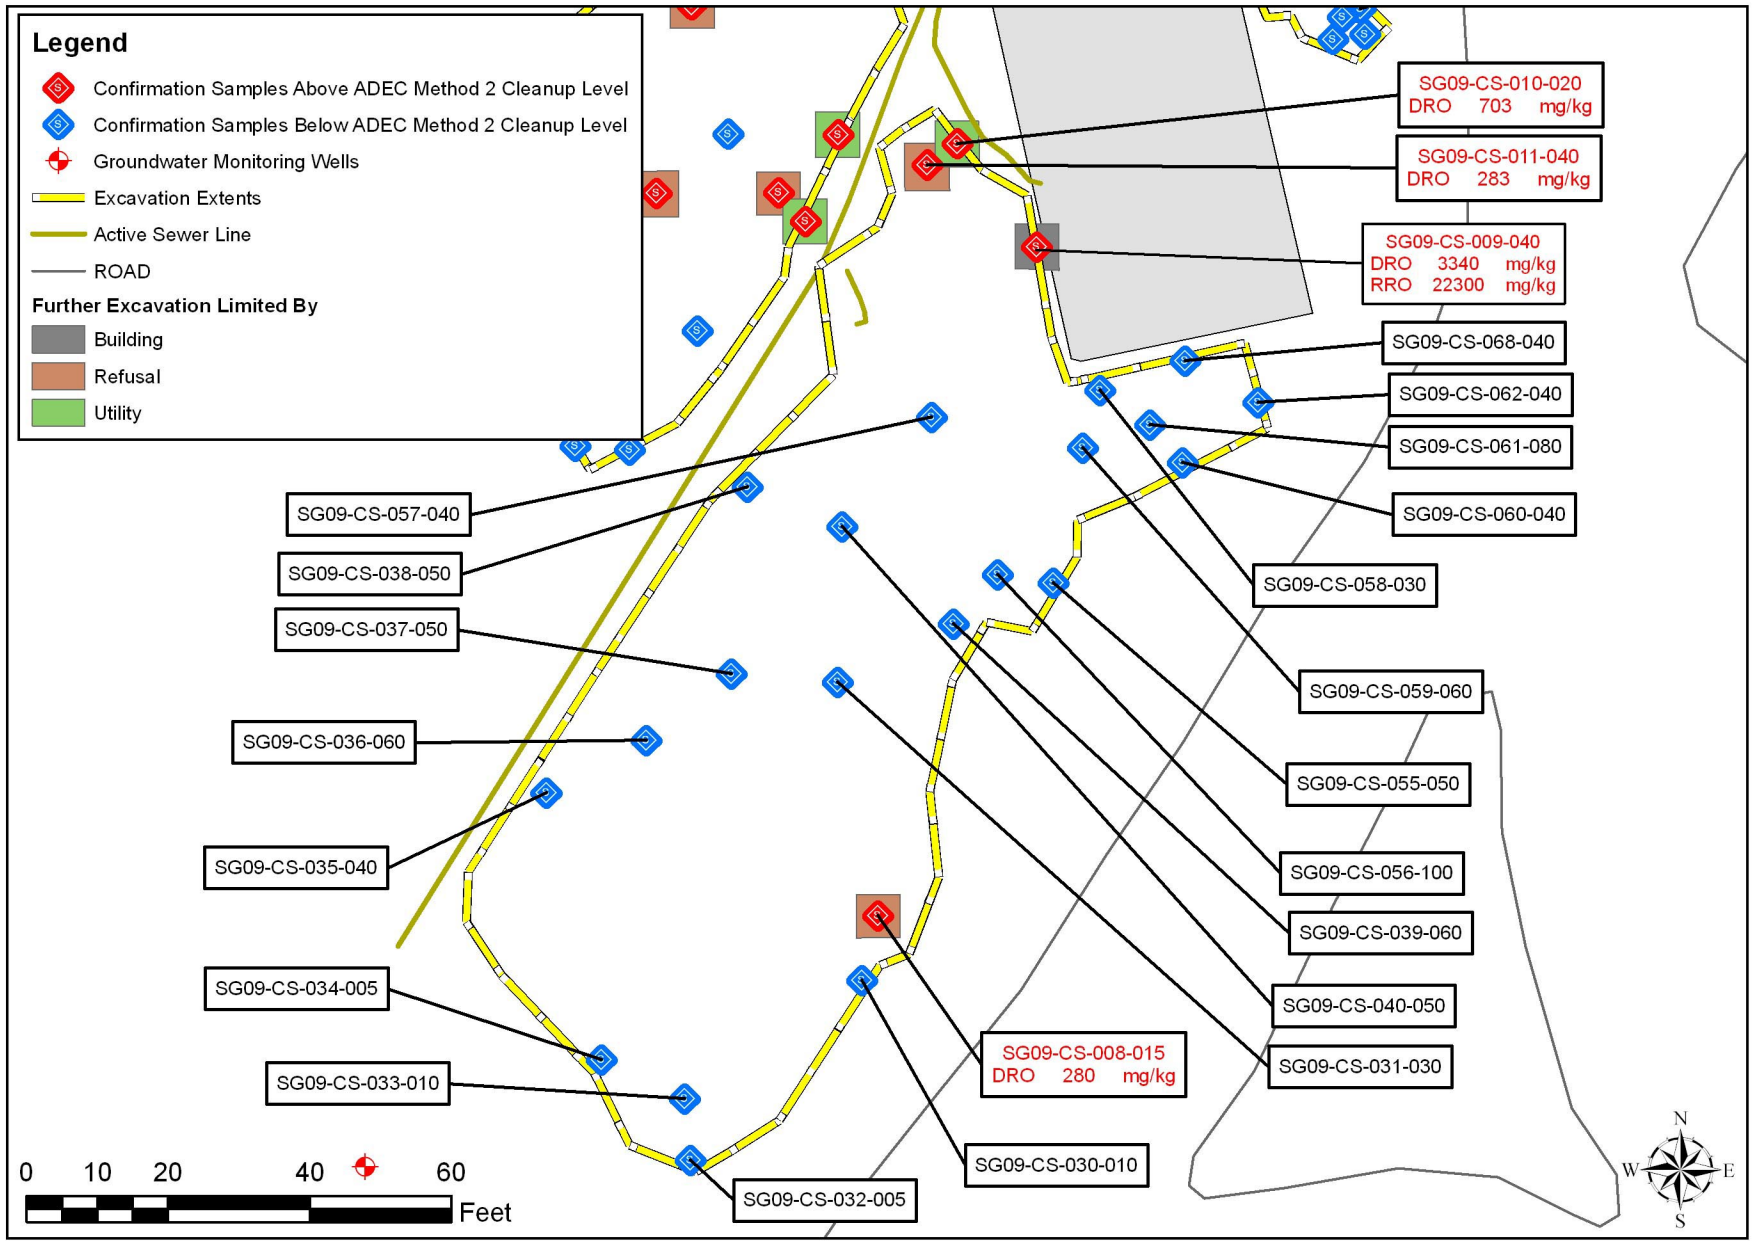 Legend
Confirmation Samples Above ADEC Method 2 Cleanup Level
Confirmation Samples Below ADEC Method 2 Cleanup Level
Groundwater Monitoring Wells
Excavation Extents
Active Sewer Line
ROAD
Further Excavation Limited By
Building
Refusal
Utility
SG09-CS-010-020
DRO 703 mg/kg
SG09-CS-011-040
DRO 283 mg/kg
SG09-CS-009-040
DRO 3340 mg/kg
RRO 22300 mg/kg
SG09-CS-068-040
SG09-CS-062-040
SG09-CS-061-080
SG09-CS-060-040
SG09-CS-058-030
SG09-CS-059-060
SG09-CS-055-050
SG09-CS-056-100
SG09-CS-039-060
SG09-CS-040-050
SG09-CS-031-030
SG09-CS-057-040
SG09-CS-038-050
SG09-CS-037-050
SG09-CS-036-060
SG09-CS-035-040
SG09-CS-034-005
SG09-CS-033-010
SG09-CS-008-015
DRO 280 mg/kg
SG09-CS-030-010
SG09-CS-032-005
0 10 20 40 60
Feet
N
W E
S